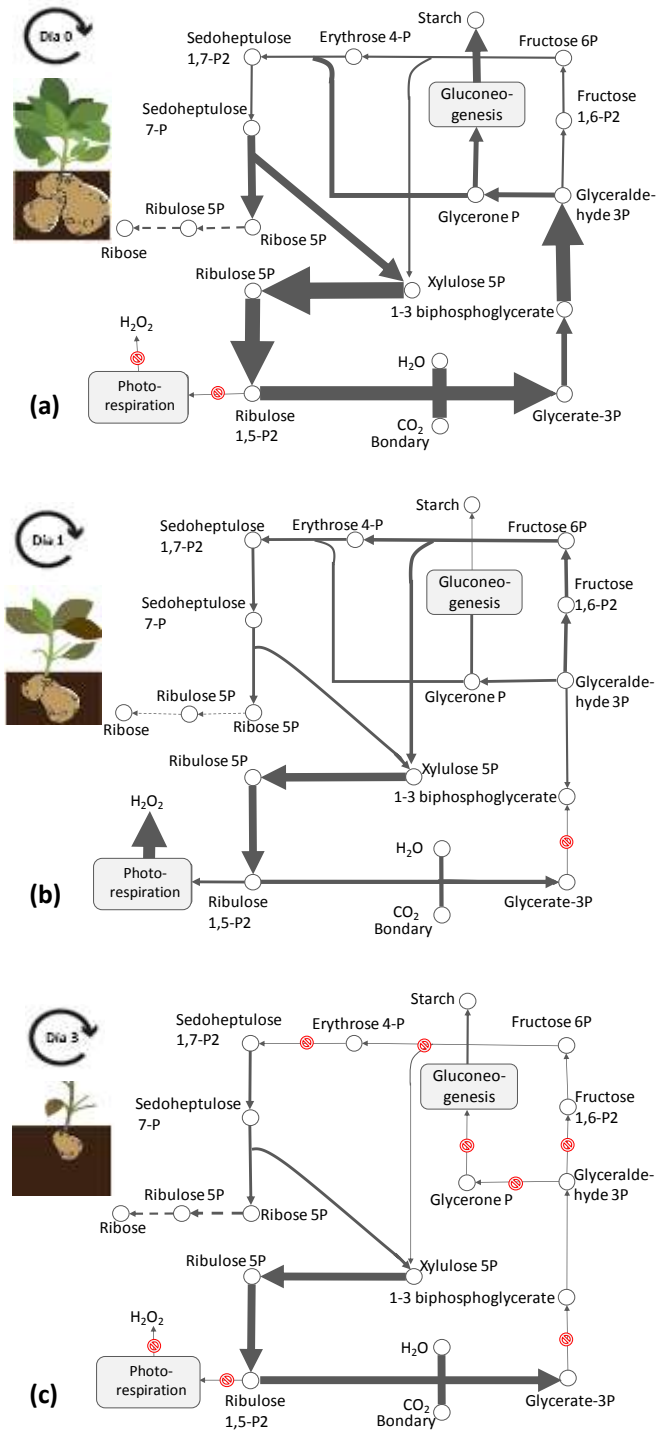 Dia 0
Starch
Sedoheptulose
1,7-P2
Erythrose 4-P
Fructose 6P
Gluconeo-
genesis
Fructose
1,6-P2
Sedoheptulose
7-P
Glyceralde-
hyde 3P
Glycerone P
Ribulose 5P
Ribose
Ribose 5P
Ribulose 5P
Xylulose 5P
1-3 biphosphoglycerate
H2O2
H2O
Photo-
respiration
(a)
Ribulose
1,5-P2
CO2
Bondary
Glycerate-3P
Dia 1
Starch
Sedoheptulose
1,7-P2
Erythrose 4-P
Fructose 6P
Gluconeo-
genesis
Fructose
1,6-P2
Sedoheptulose
7-P
Glyceralde-
hyde 3P
Glycerone P
Ribulose 5P
Ribose
Ribose 5P
Ribulose 5P
Xylulose 5P
1-3 biphosphoglycerate
H2O2
H2O
Photo-
respiration
(b)
Ribulose
1,5-P2
CO2
Bondary
Glycerate-3P
Dia 3
Starch
Sedoheptulose
1,7-P2
Erythrose 4-P
Fructose 6P
Gluconeo-
genesis
Fructose
1,6-P2
Sedoheptulose
7-P
Glyceralde-
hyde 3P
Glycerone P
Ribulose 5P
Ribose
Ribose 5P
Ribulose 5P
Xylulose 5P
1-3 biphosphoglycerate
H2O2
H2O
Photo-
respiration
(c)
Ribulose
1,5-P2
CO2
Bondary
Glycerate-3P